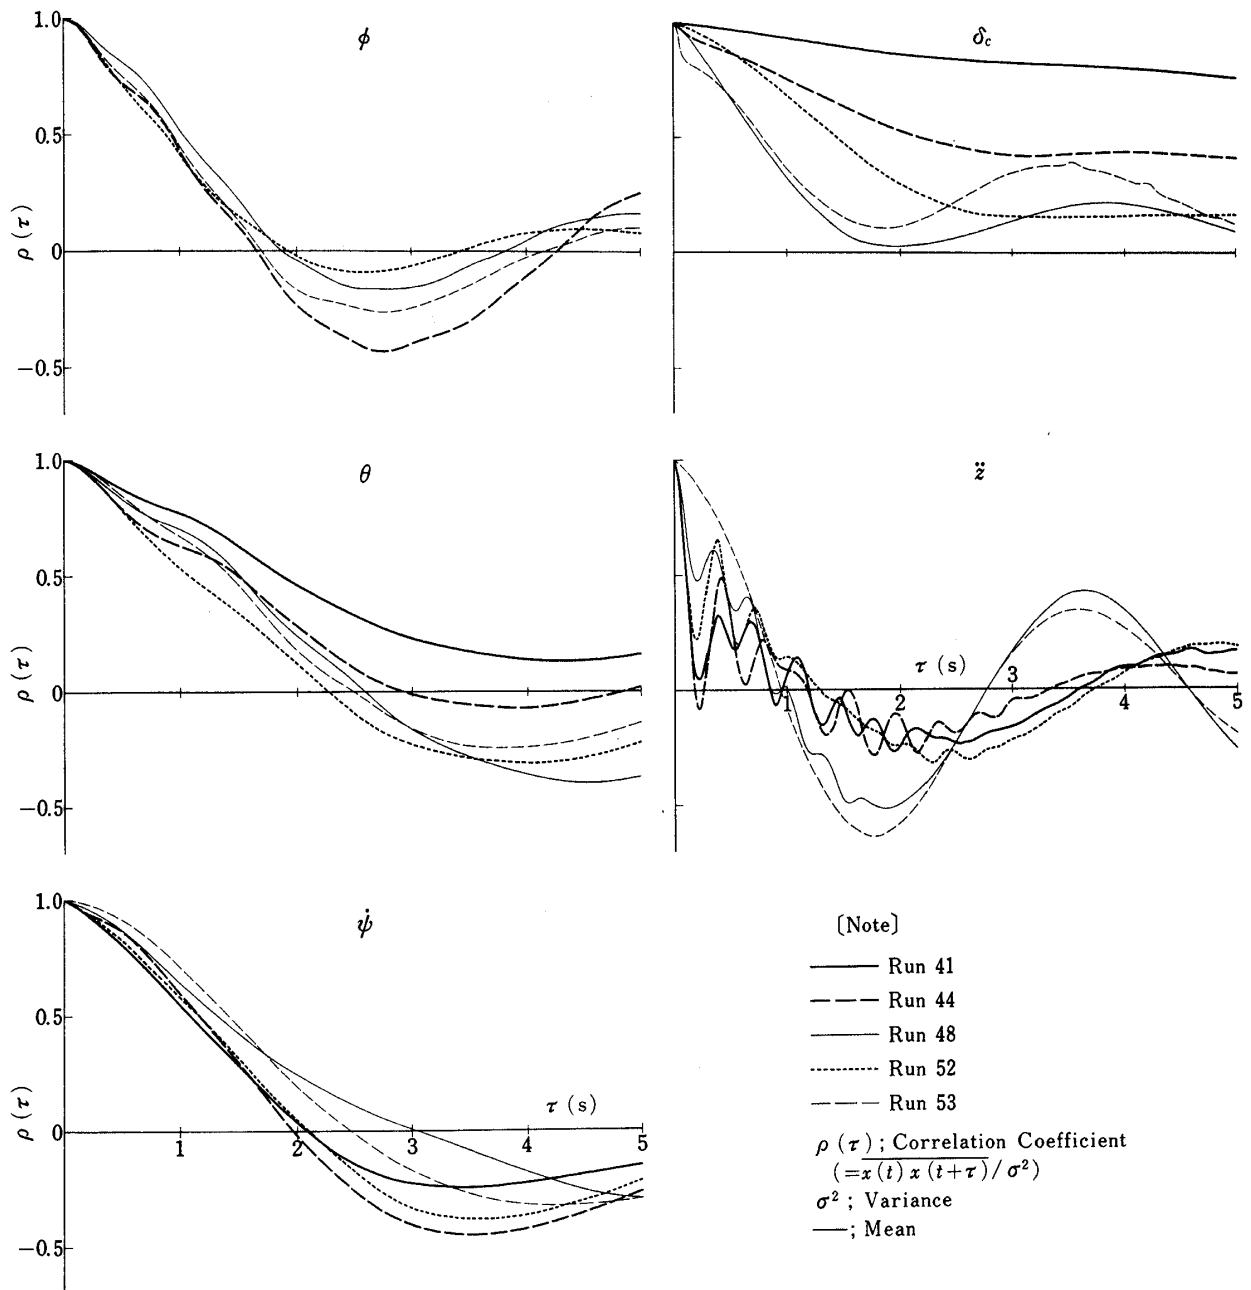 1.0
0.5
0
−0.5
ρ (τ)
φ
δc
1.0
0.5
0
−0.5
ρ (τ)
θ
z̈
τ (s)
1
2
3
4
5
1.0
0.5
0
−0.5
ρ (τ)
ψ̇
τ (s)
1
2
3
4
5
[Note]
Run 41
Run 44
Run 48
Run 52
Run 53
ρ (τ) ; Correlation Coefficient
(=x(t) x (t+τ)/σ²)
σ² ; Variance
—; Mean